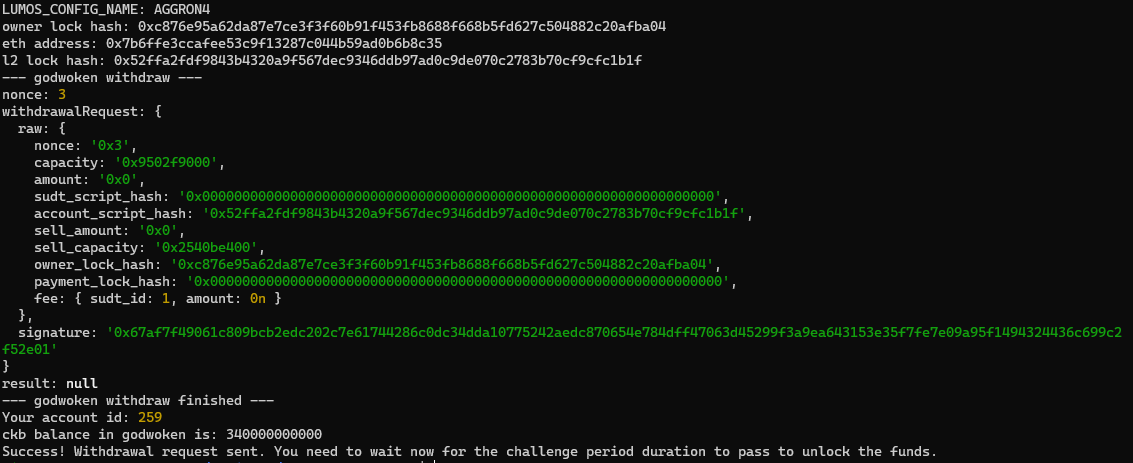 LUMOS_CONFIG_NAME: AGGRON4
owner lock hash: 0xc876e95a62da87e7ce3f3f60b91f453fb8688f668b5fd627c504882c20afba04
eth address: 0x7b6ffe3ccafee53c9f13287c044b59ad0b6b8c35
l2 lock hash: 0x52ffa2fdf9843b4320a9f567dec9346ddb97ad0c9de070c2783b70cf9cfc1b1f
--- godwoken withdraw ---
nonce: 3
withdrawalRequest: {
  raw: {
    nonce: '0x3',
    capacity: '0x9502f9000',
    amount: '0x0',
    sudt_script_hash: '0x0000000000000000000000000000000000000000000000000000000000000000',
    account_script_hash: '0x52ffa2fdf9843b4320a9f567dec9346ddb97ad0c9de070c2783b70cf9cfc1b1f',
    sell_amount: '0x0',
    sell_capacity: '0x2540be400',
    owner_lock_hash: '0xc876e95a62da87e7ce3f3f60b91f453fb8688f668b5fd627c504882c20afba04',
    payment_lock_hash: '0x0000000000000000000000000000000000000000000000000000000000000000',
    fee: { sudt_id: 1, amount: 0n }
  },
  signature: '0x67af7f49061c809bcb2edc202c7e61744286c0dc34dda10775242aedc870654e784dff47063d45299f3a9ea643153e35f7fe7e09a95f1494324436c699c2
f52e01'
}
result: null
--- godwoken withdraw finished ---
Your account id: 259
ckb balance in godwoken is: 340000000000
Success! Withdrawal request sent. You need to wait now for the challenge period duration to pass to unlock the funds.